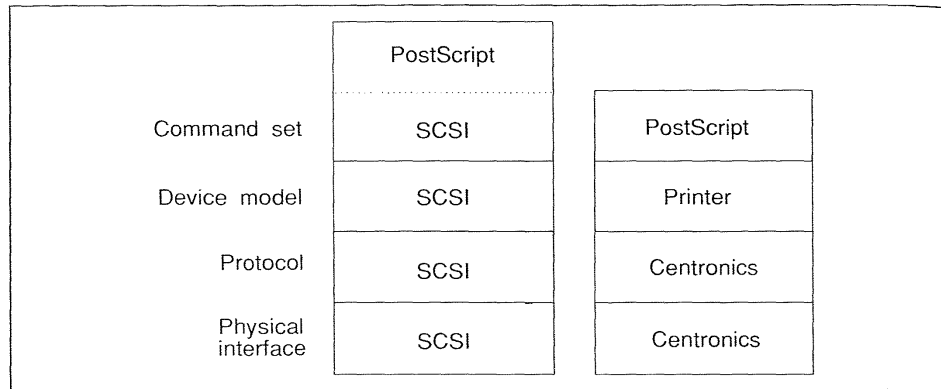 PostScript
Command set SCSI PostScript
Device model SCSI Printer
Protocol SCSI Centronics
Physical
interface SCSI Centronics